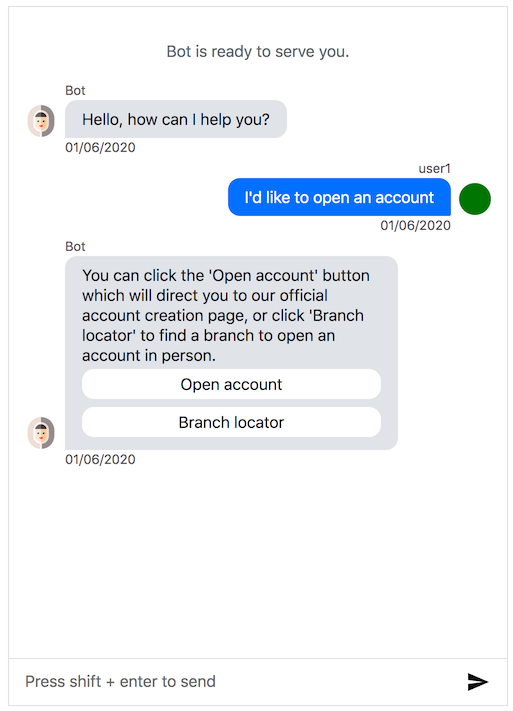 Bot is ready to serve you.
Bot
Hello, how can I help you?
01/06/2020
user1
I'd like to open an account
01/06/2020
Bot
You can click the 'Open account' button
which will direct you to our official
account creation page, or click 'Branch
locator' to find a branch to open an
account in person.
Open account
Branch locator
01/06/2020
Press shift + enter to send